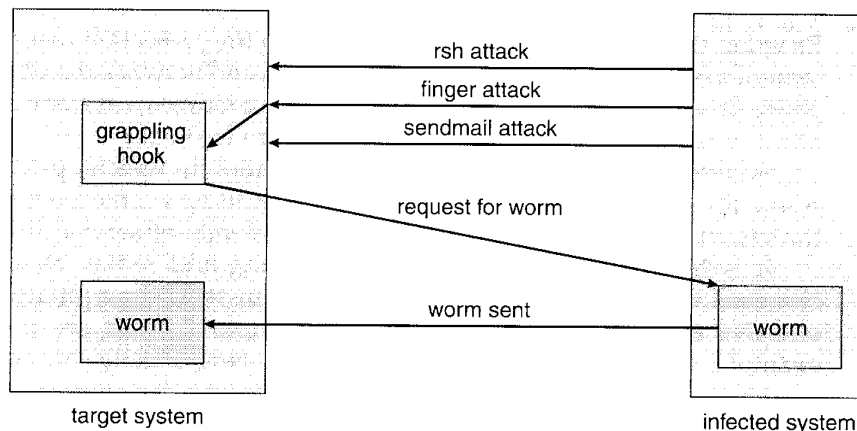 rsh attack
finger attack
grappling
hook
sendmail attack
request for worm
worm
worm sent
worm
target system
infected system